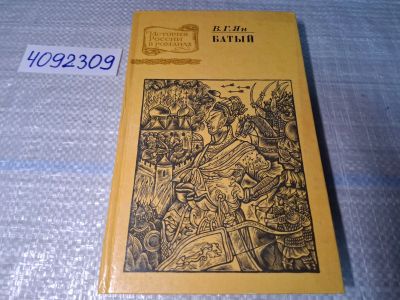 4092309
История
России
в романах
В.Г.Ян
БАТЫЙ